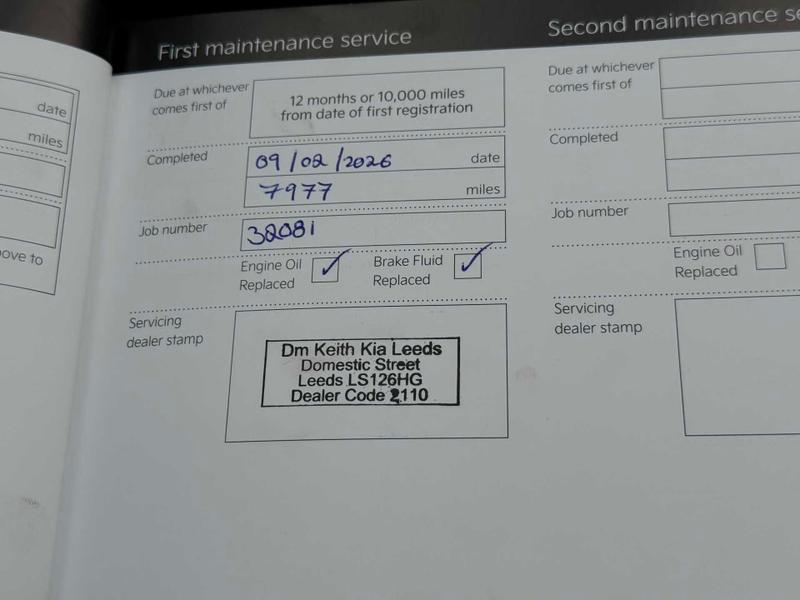 date
miles
ove to
First maintenance service
Due at whichever
comes first of
12 months or 10,000 miles
from date of first registration
Completed
09/02/2026 date
7977 miles
Job number
32081
Engine Oil
Replaced
Brake Fluid
Replaced
Servicing
dealer stamp
Dm Keith Kia Leeds
Domestic Street
Leeds LS126HG
Dealer Code 2110
Second maintenance se
Due at whichever
comes first of
Completed
Job number
Engine Oil
Replaced
Servicing
dealer stamp